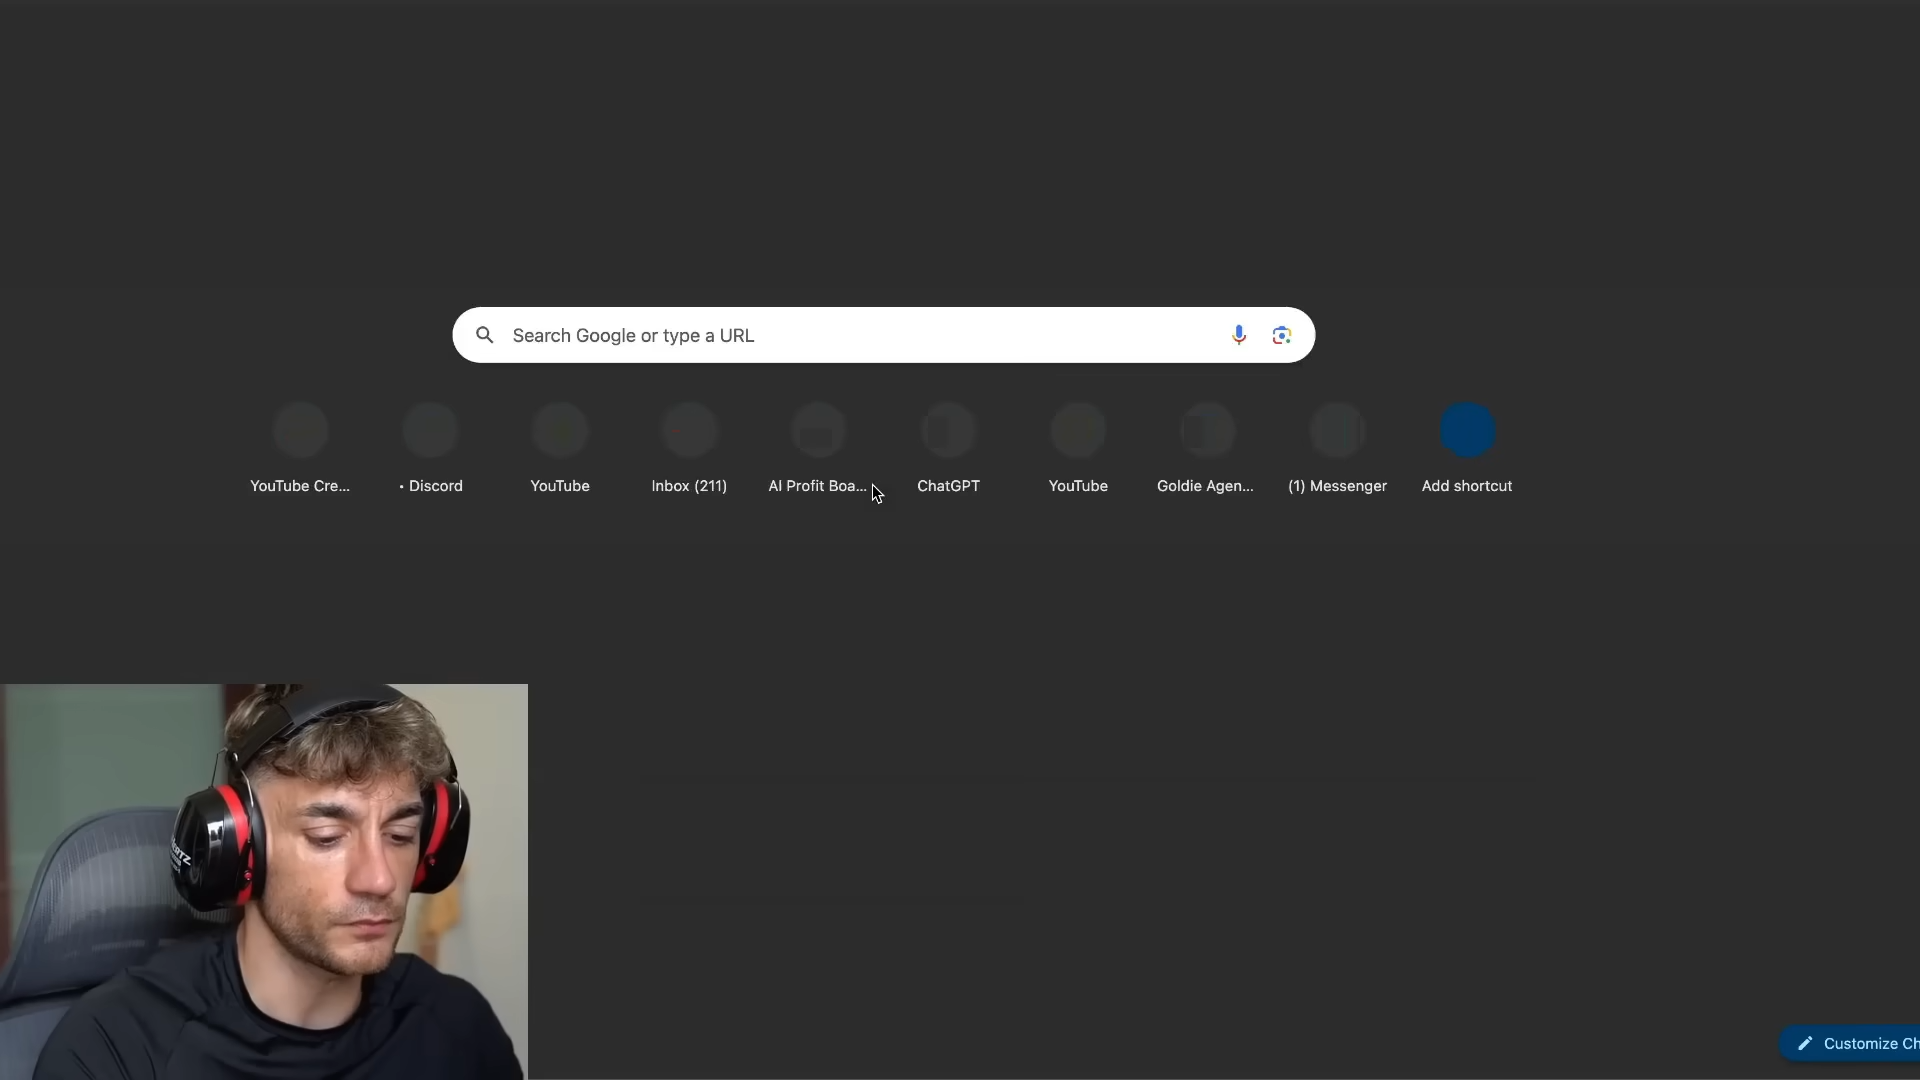 Search Google or type a URL
YouTube Cre...
• Discord
YouTube
Inbox (211)
AI Profit Boa...
ChatGPT
YouTube
Goldie Agen...
(1) Messenger
Add shortcut
Customize Ch